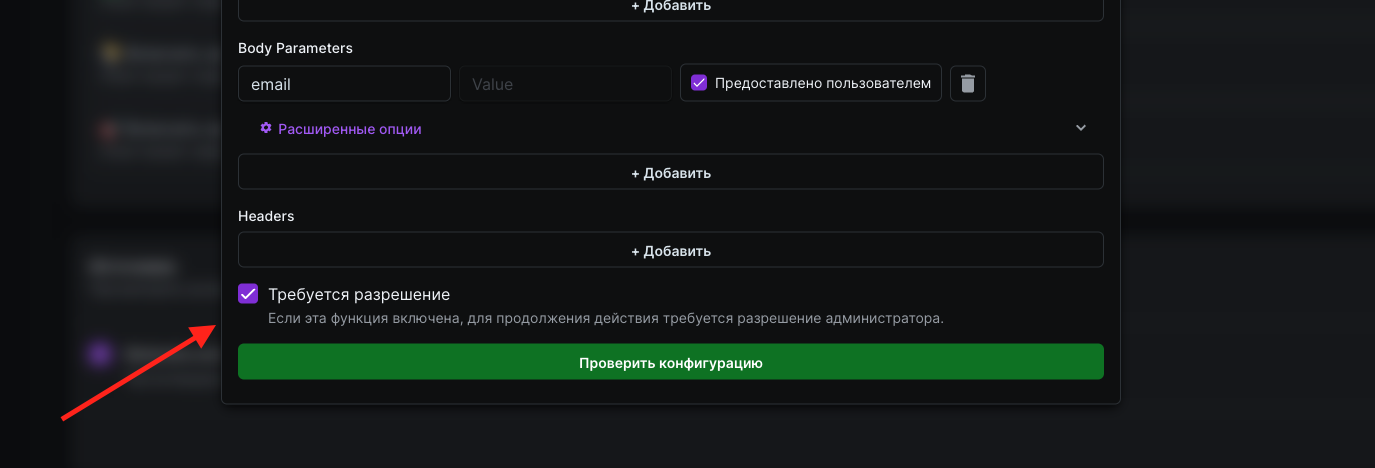 + Добавить
Body Parameters
email Value Предоставлено пользователем
Расширенные опции
+ Добавить
Headers
+ Добавить
Требуется разрешение
Если эта функция включена, для продолжения действия требуется разрешение администратора.
Проверить конфигурацию